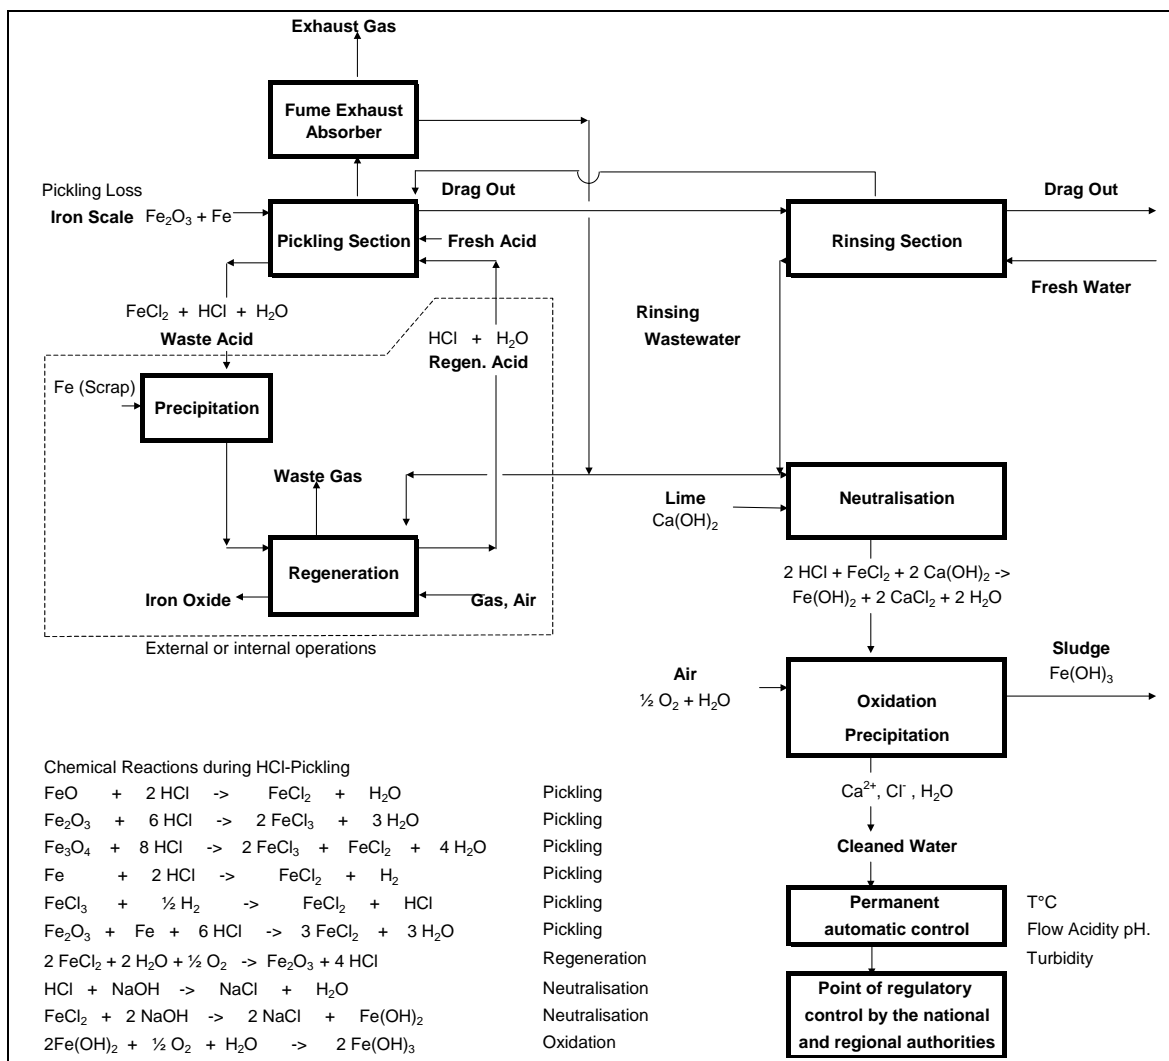 Exhaust Gas
Fume Exhaust
Absorber
Pickling Loss
Iron Scale Fe₂O₃ + Fe
Pickling Section
Drag Out
Fresh Acid
Rinsing Section
Drag Out
Fresh Water
FeCl₂ + HCl + H₂O
Waste Acid
HCl + H₂O
Regen. Acid
Rinsing
Wastewater
Fe (Scrap)
Precipitation
Waste Gas
Regeneration
Iron Oxide
Gas, Air
External or internal operations
Lime
Ca(OH)₂
Neutralisation
2 HCl + FeCl₂ + 2 Ca(OH)₂ ->
Fe(OH)₂ + 2 CaCl₂ + 2 H₂O
Air
½ O₂ + H₂O
Oxidation
Precipitation
Sludge
Fe(OH)₃
Ca²⁺, Cl⁻ , H₂O
Cleaned Water
Permanent
automatic control
T°C
Flow Acidity pH.
Turbidity
Point of regulatory
control by the national
and regional authorities
Chemical Reactions during HCl-Pickling
FeO + 2 HCl -> FeCl₂ + H₂O Pickling
Fe₂O₃ + 6 HCl -> 2 FeCl₃ + 3 H₂O Pickling
Fe₃O₄ + 8 HCl -> 2 FeCl₃ + FeCl₂ + 4 H₂O Pickling
Fe + 2 HCl -> FeCl₂ + H₂ Pickling
FeCl₃ + ½ H₂ -> FeCl₂ + HCl Pickling
Fe₂O₃ + Fe + 6 HCl -> 3 FeCl₂ + 3 H₂O Pickling
2 FeCl₂ + 2 H₂O + ½ O₂ -> Fe₂O₃ + 4 HCl Regeneration
HCl + NaOH -> NaCl + H₂O Neutralisation
FeCl₂ + 2 NaOH -> 2 NaCl + Fe(OH)₂ Neutralisation
2Fe(OH)₂ + ½ O₂ + H₂O -> 2 Fe(OH)₃ Oxidation